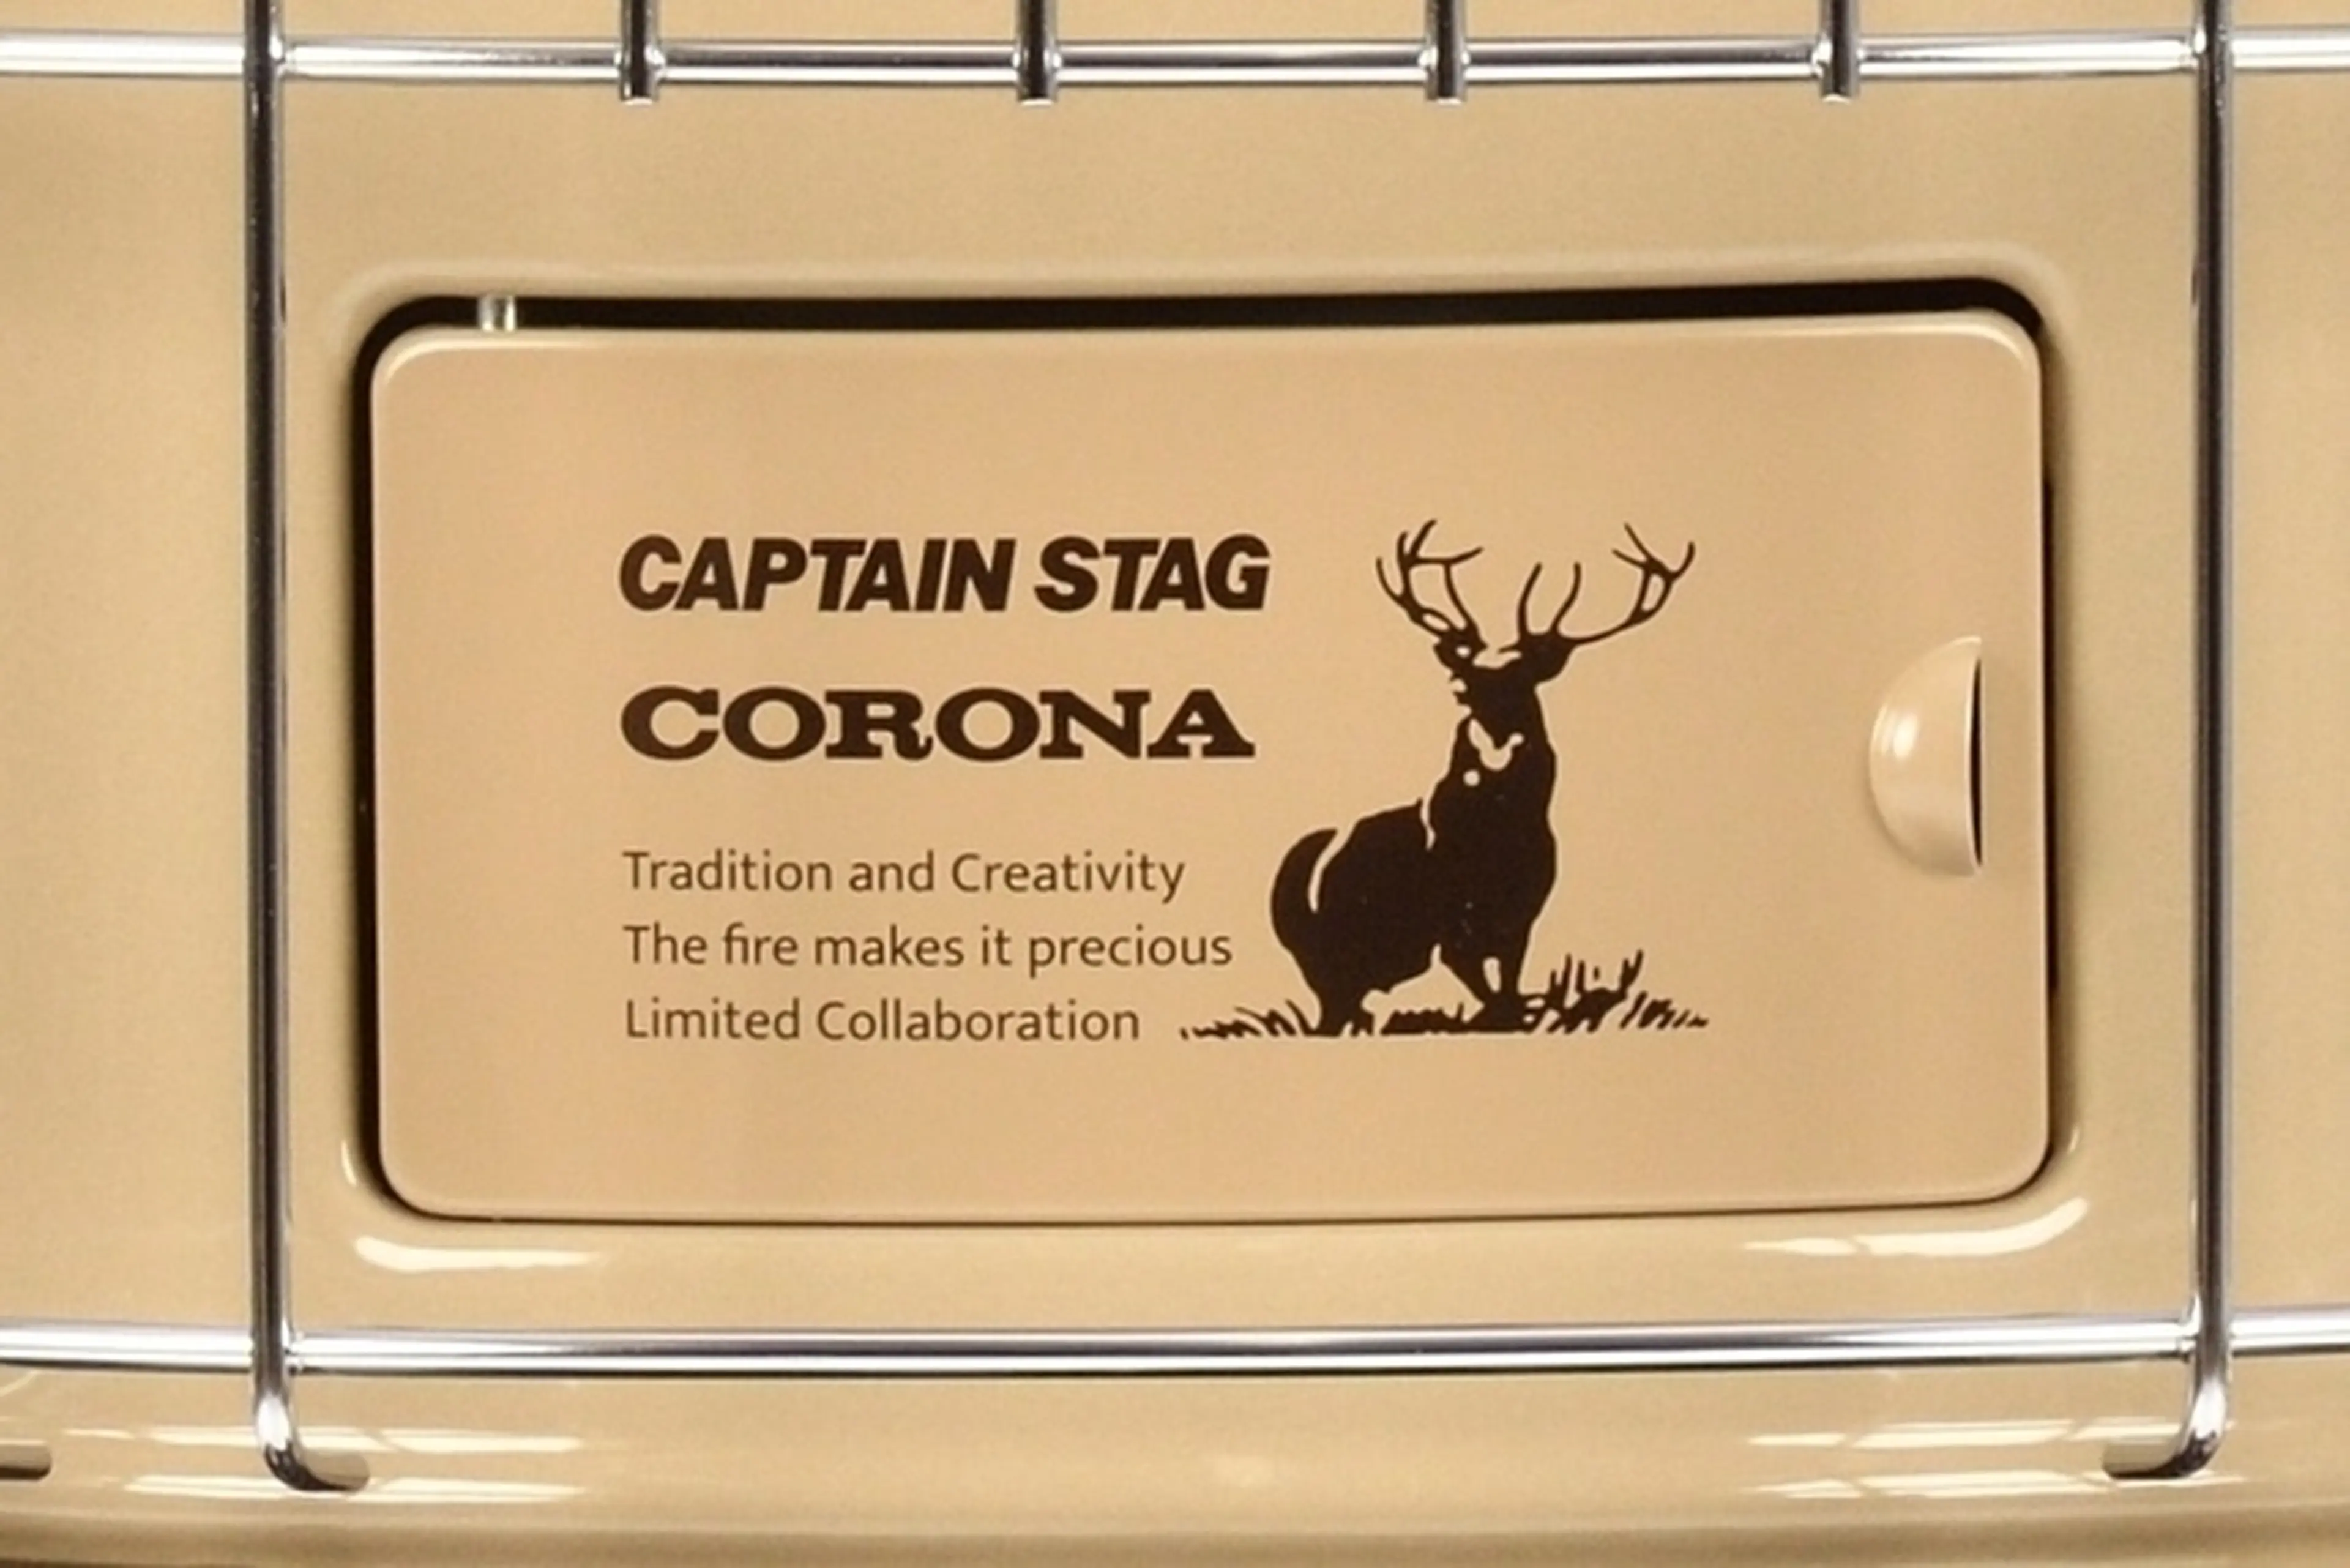 CAPTAIN STAG
CORONA
Tradition and Creativity
The fire makes it precious
Limited Collaboration